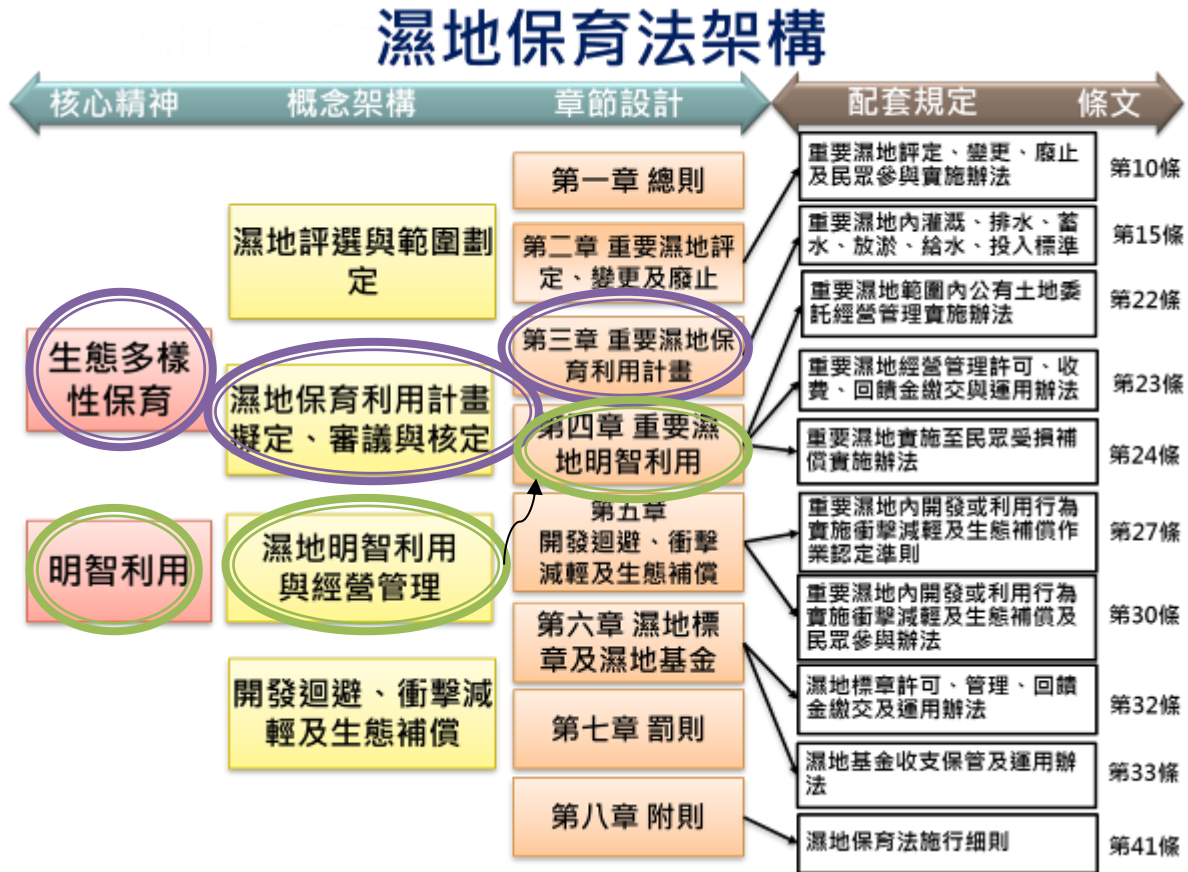 濕地保育法架構
核心精神
概念架構
章節設計
配套規定
條文
生態多樣
性保育
明智利用
濕地評選與範圍劃
定
濕地保育利用計畫
擬定、審議與核定
濕地明智利用
與經營管理
開發迴避、衝擊減
輕及生態補償
第一章 總則
第二章 重要濕地評
定、變更及廢止
第三章 重要濕地保
育利用計畫
第四章 重要濕
地明智利用
第五章
開發迴避、衝擊
減輕及生態補償
第六章 濕地標
章及濕地基金
第七章 罰則
第八章 附則
重要濕地評定、變更、廢止
及民眾參與實施辦法
第10條
重要濕地內灌溉、排水、蓄
水、放淤、給水、投入標準
第15條
重要濕地範圍內公有土地委
託經營管理實施辦法
第22條
重要濕地經營管理許可、收
費、回饋金繳交與運用辦法
第23條
重要濕地實施至民眾受損補
償實施辦法
第24條
重要濕地內開發或利用行為
實施衝擊減輕及生態補償作
業認定準則
第27條
重要濕地內開發或利用行為
實施衝擊減輕及生態補償及
民眾參與辦法
第30條
濕地標章許可、管理、回饋
金繳交及運用辦法
第32條
濕地基金收支保管及運用辦
法
第33條
濕地保育法施行細則
第41條